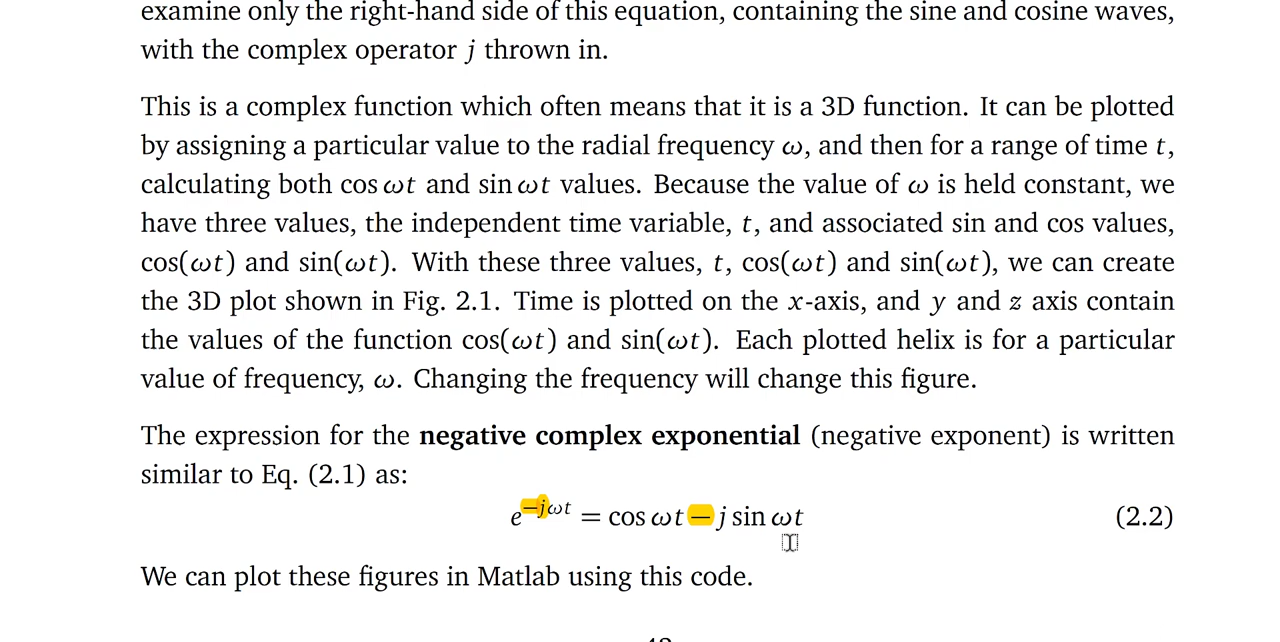 examine only the right-hand side of this equation, containing the sine and cosine waves,
with the complex operator j thrown in.
This is a complex function which often means that it is a 3D function. It can be plotted
by assigning a particular value to the radial frequency ω, and then for a range of time t,
calculating both cos ωt and sin ωt values. Because the value of ω is held constant, we
have three values, the independent time variable, t, and associated sin and cos values,
cos(ωt) and sin(ωt). With these three values, t, cos(ωt) and sin(ωt), we can create
the 3D plot shown in Fig. 2.1. Time is plotted on the x-axis, and y and z axis contain
the values of the function cos(ωt) and sin(ωt). Each plotted helix is for a particular
value of frequency, ω. Changing the frequency will change this figure.
The expression for the negative complex exponential (negative exponent) is written
similar to Eq. (2.1) as:
e^{−jωt} = cos ωt − j sin ωt (2.2)
We can plot these figures in Matlab using this code.